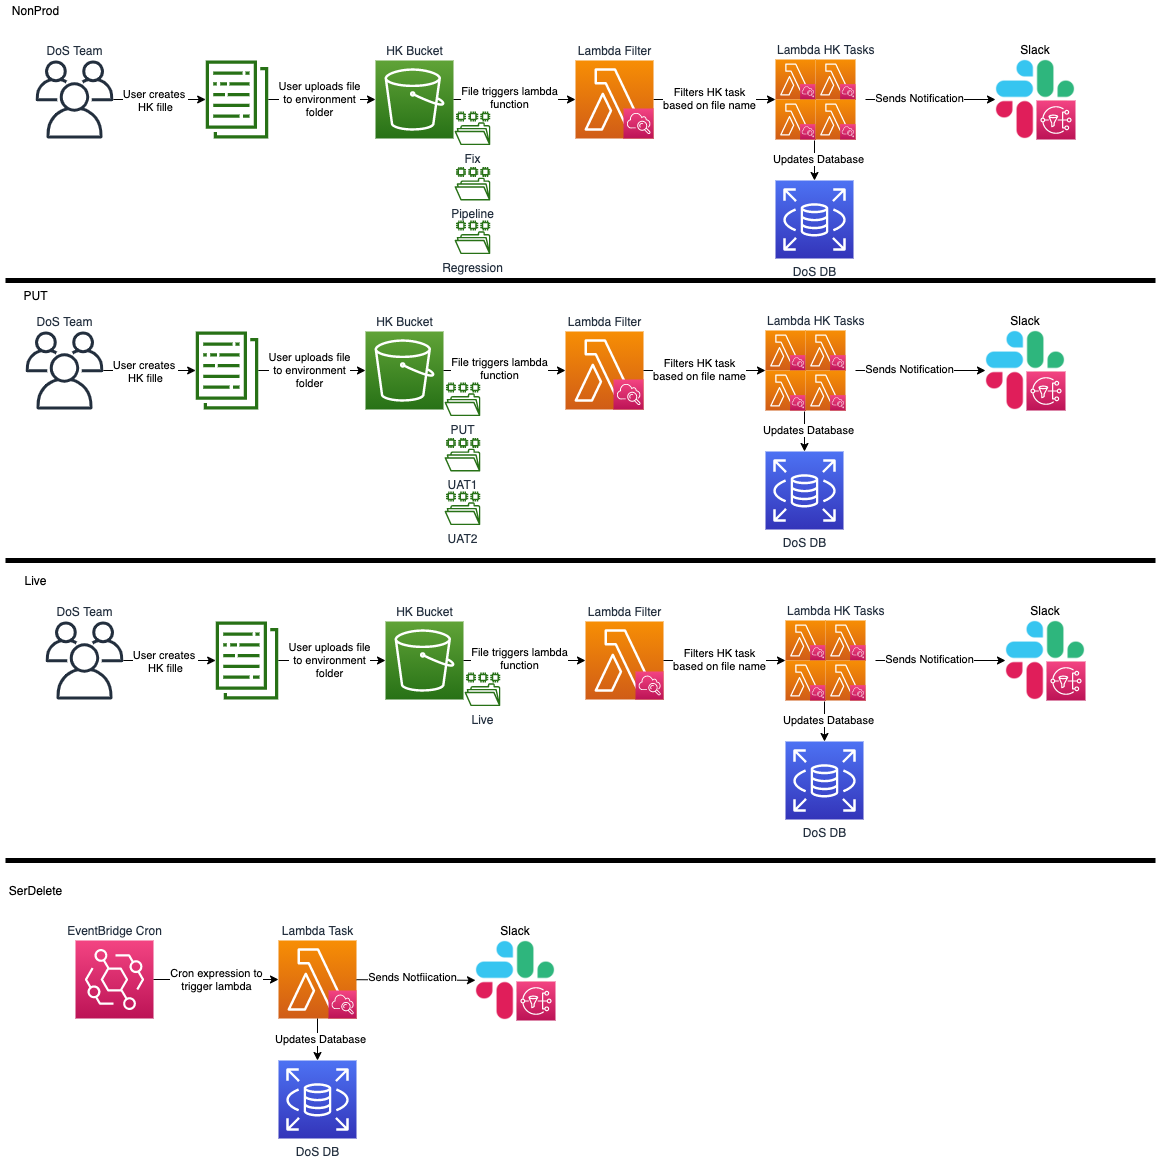 NonProd
DoS Team
HK Bucket
Lambda Filter
Lambda HK Tasks
Slack
User creates
HK fille
User uploads file
to environment
folder
File triggers lambda
function
Filters HK task
based on file name
Sends Notification
Fix
Pipeline
Regression
Updates Database
DoS DB
PUT
DoS Team
HK Bucket
Lambda Filter
Lambda HK Tasks
Slack
User creates
HK fille
User uploads file
to environment
folder
File triggers lambda
function
Filters HK task
based on file name
Sends Notification
PUT
UAT1
UAT2
Updates Database
DoS DB
Live
DoS Team
HK Bucket
Lambda Filter
Lambda HK Tasks
Slack
User creates
HK fille
User uploads file
to environment
folder
File triggers lambda
function
Filters HK task
based on file name
Sends Notification
Live
Updates Database
DoS DB
SerDelete
EventBridge Cron
Lambda Task
Slack
Cron expression to
trigger lambda
Sends Notfiication
Updates Database
DoS DB